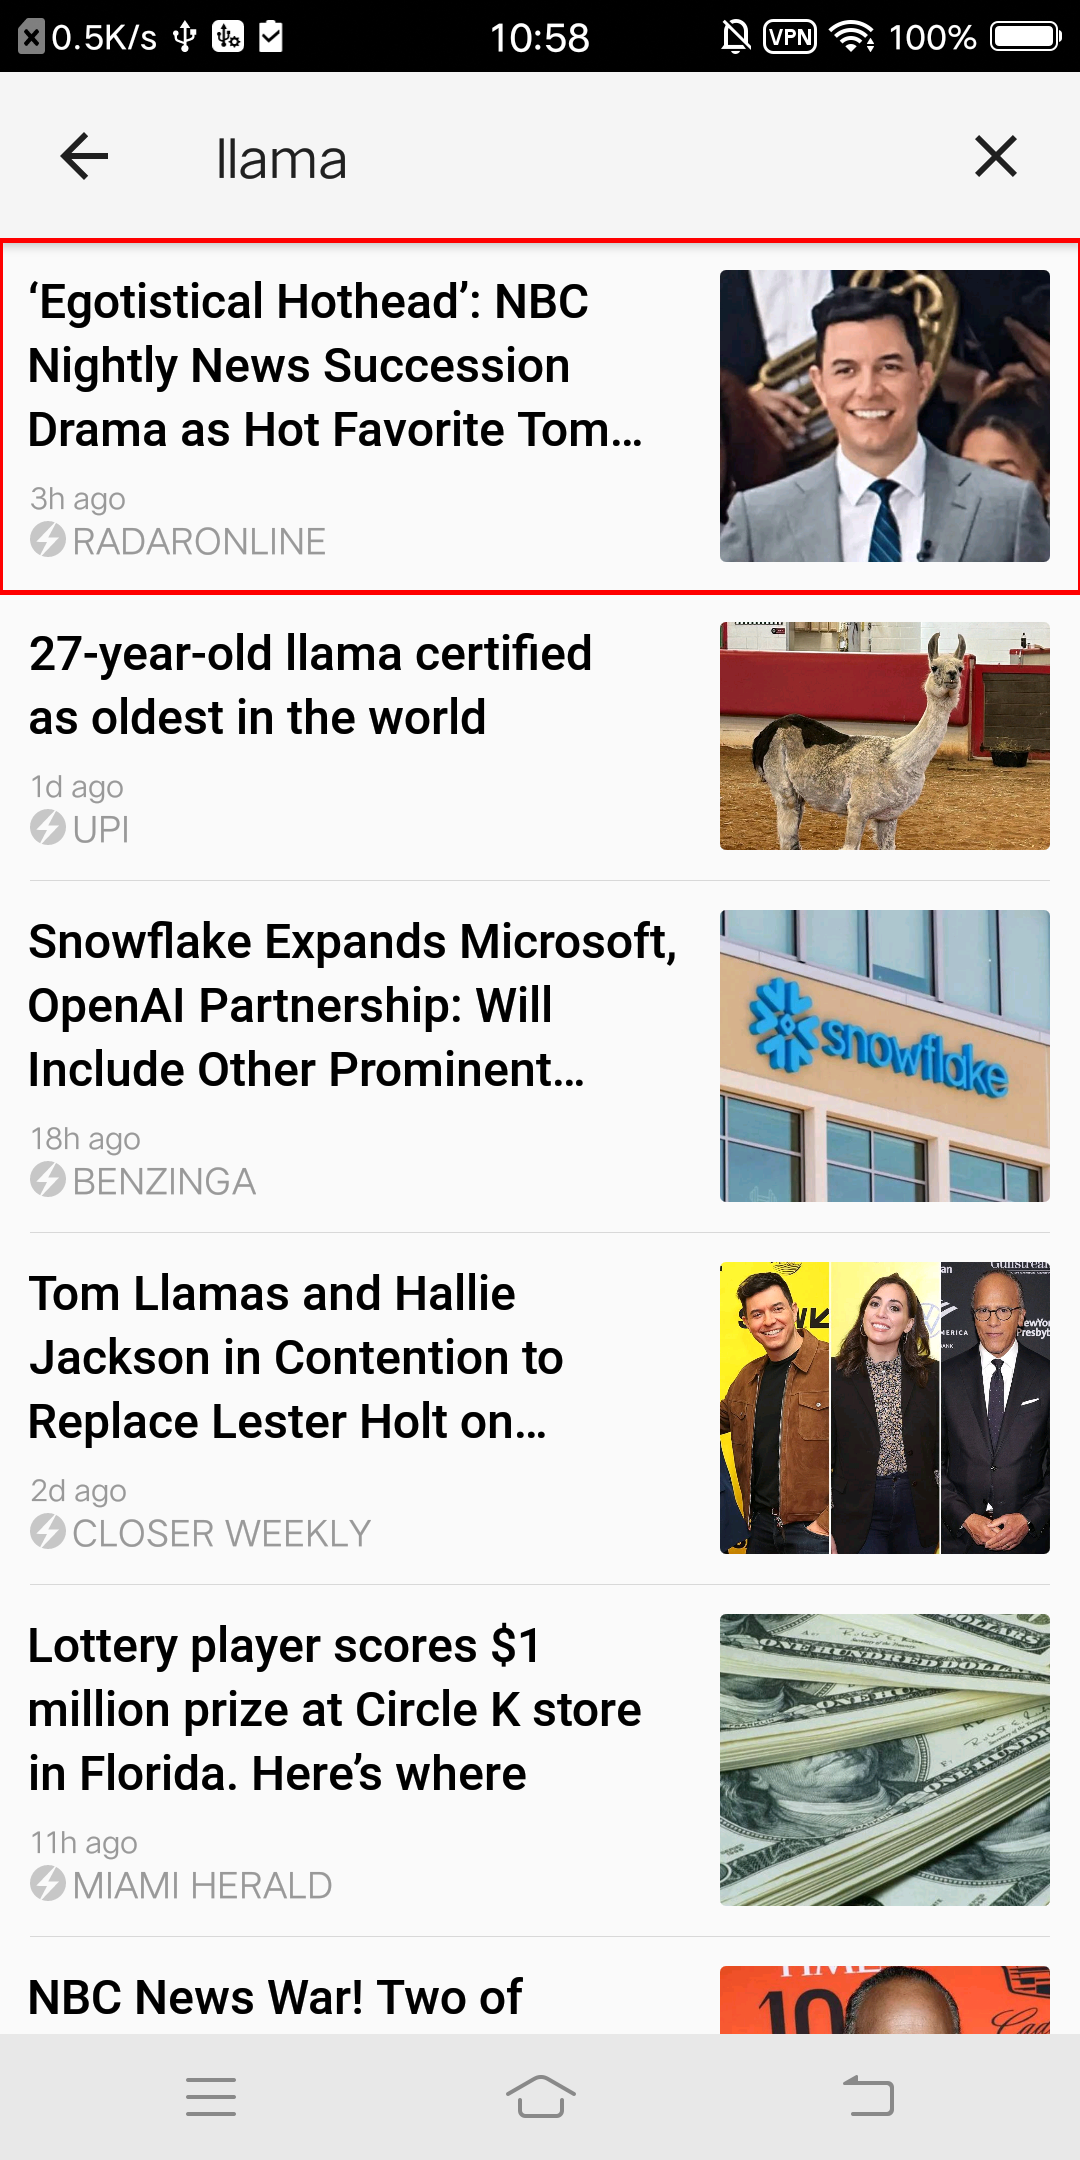 0.5K/s
10:58
VPN
100%
llama
‘Egotistical Hothead’: NBC
Nightly News Succession
Drama as Hot Favorite Tom...
3h ago
RADARONLINE
27-year-old llama certified
as oldest in the world
1d ago
UPI
Snowflake Expands Microsoft,
OpenAI Partnership: Will
Include Other Prominent...
18h ago
BENZINGA
snowflake
Tom Llamas and Hallie
Jackson in Contention to
Replace Lester Holt on...
2d ago
CLOSER WEEKLY
Lottery player scores $1
million prize at Circle K store
in Florida. Here’s where
11h ago
MIAMI HERALD
NBC News War! Two of
TIME
10